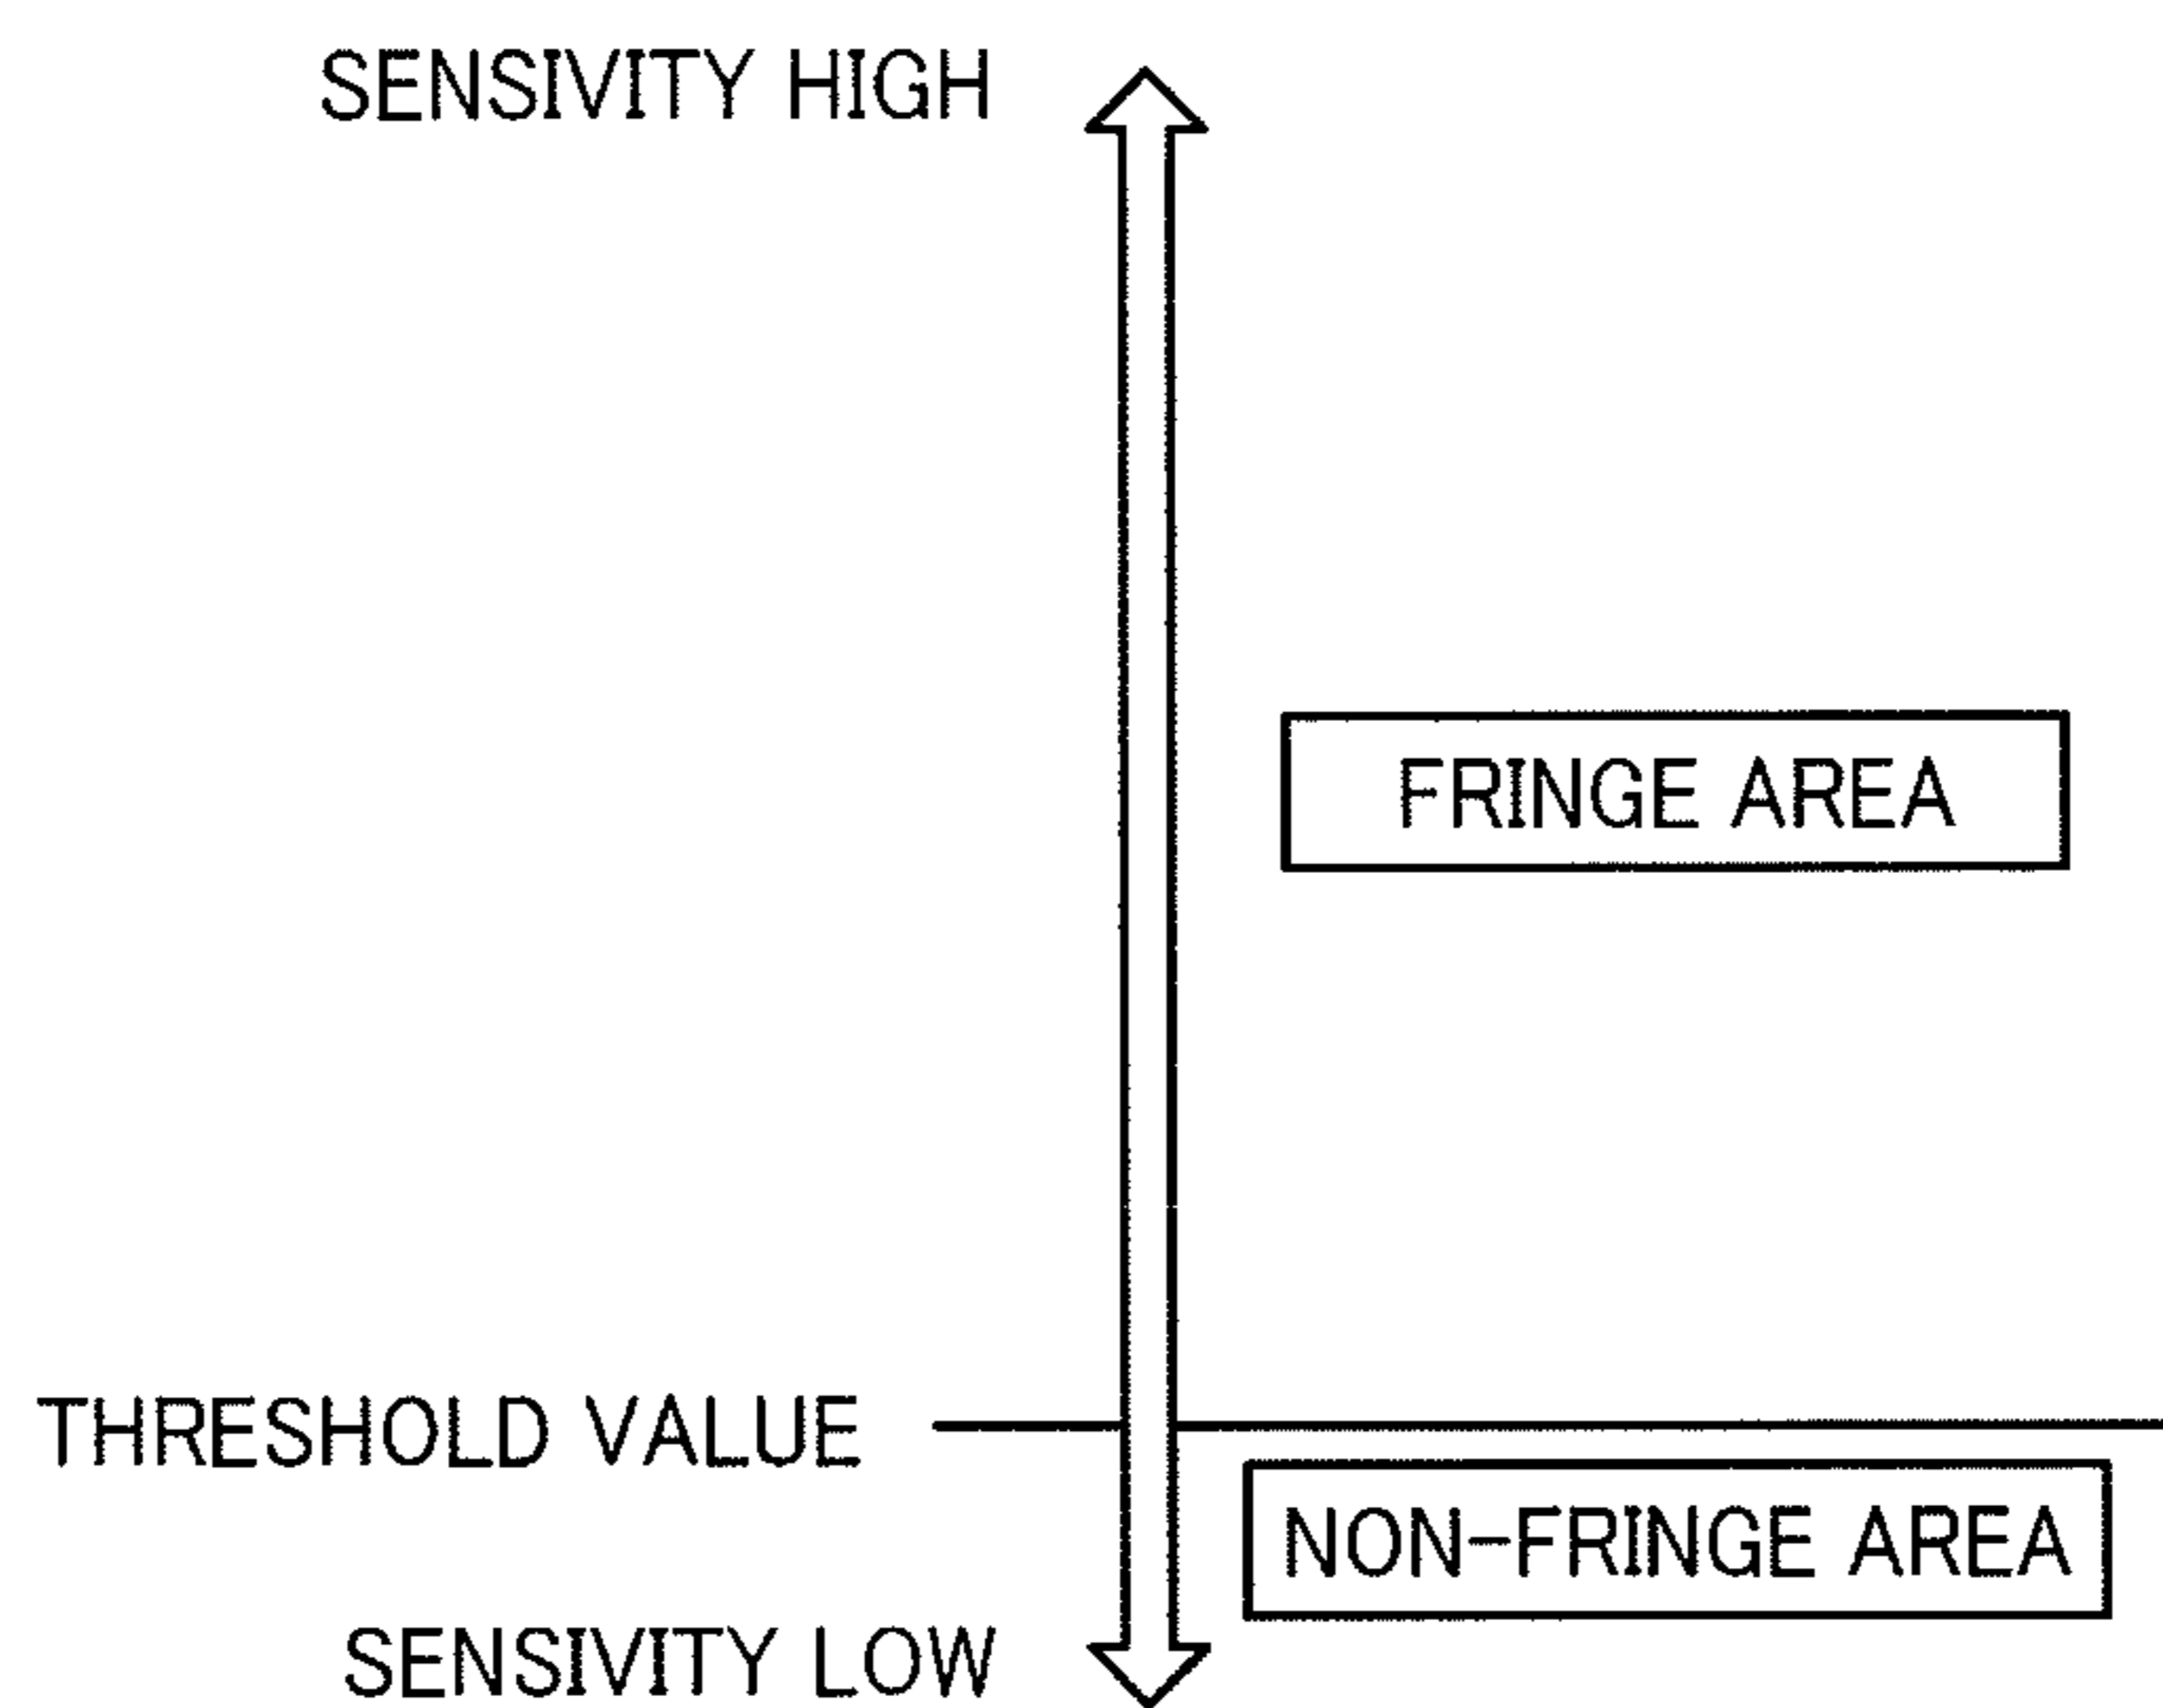 SENSIVITY HIGH
FRINGE AREA
THRESHOLD VALUE
NON-FRINGE AREA
SENSIVITY LOW